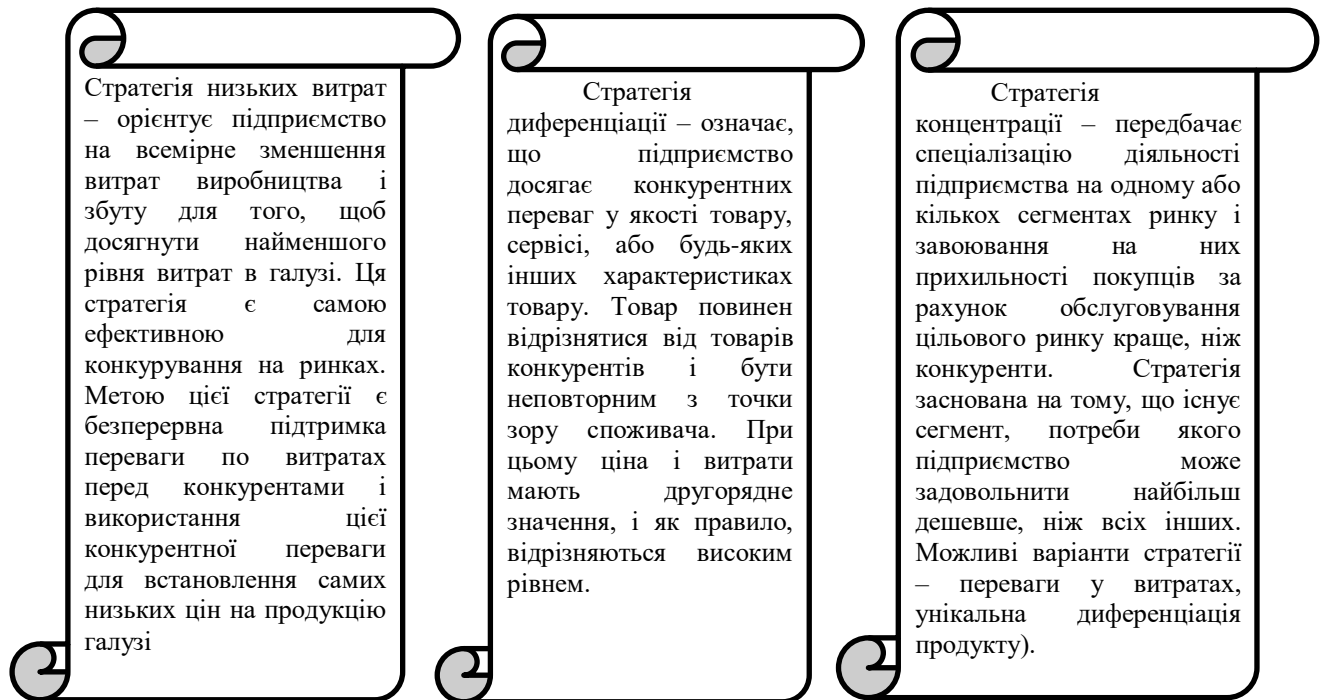 Стратегія низьких витрат
– орієнтує підприємство
на всемірне зменшення
витрат виробництва і
збуту для того, щоб
досягнути найменшого
рівня витрат в галузі. Ця
стратегія є самою
ефективною для
конкурування на ринках.
Метою цієї стратегії є
безперервна підтримка
переваги по витратах
перед конкурентами і
використання цієї
конкурентної переваги
для встановлення самих
низьких цін на продукцію
галузі
Стратегія
диференціації – означає,
що підприємство
досягає конкурентних
переваг у якості товару,
сервісі, або будь-яких
інших характеристиках
товару. Товар повинен
відрізнятися від товарів
конкурентів і бути
неповторним з точки
зору споживача. При
цьому ціна і витрати
мають другорядне
значення, і як правило,
відрізняються високим
рівнем.
Стратегія
концентрації – передбачає
спеціалізацію діяльності
підприємства на одному або
кількох сегментах ринку і
завоювання на них
прихильності покупців за
рахунок обслуговування
цільового ринку краще, ніж
конкуренти. Стратегія
заснована на тому, що існує
сегмент, потреби якого
підприємство може
задовольнити найбільш
дешевше, ніж всіх інших.
Можливі варіанти стратегії
– переваги у витратах,
унікальна диференціація
продукту).